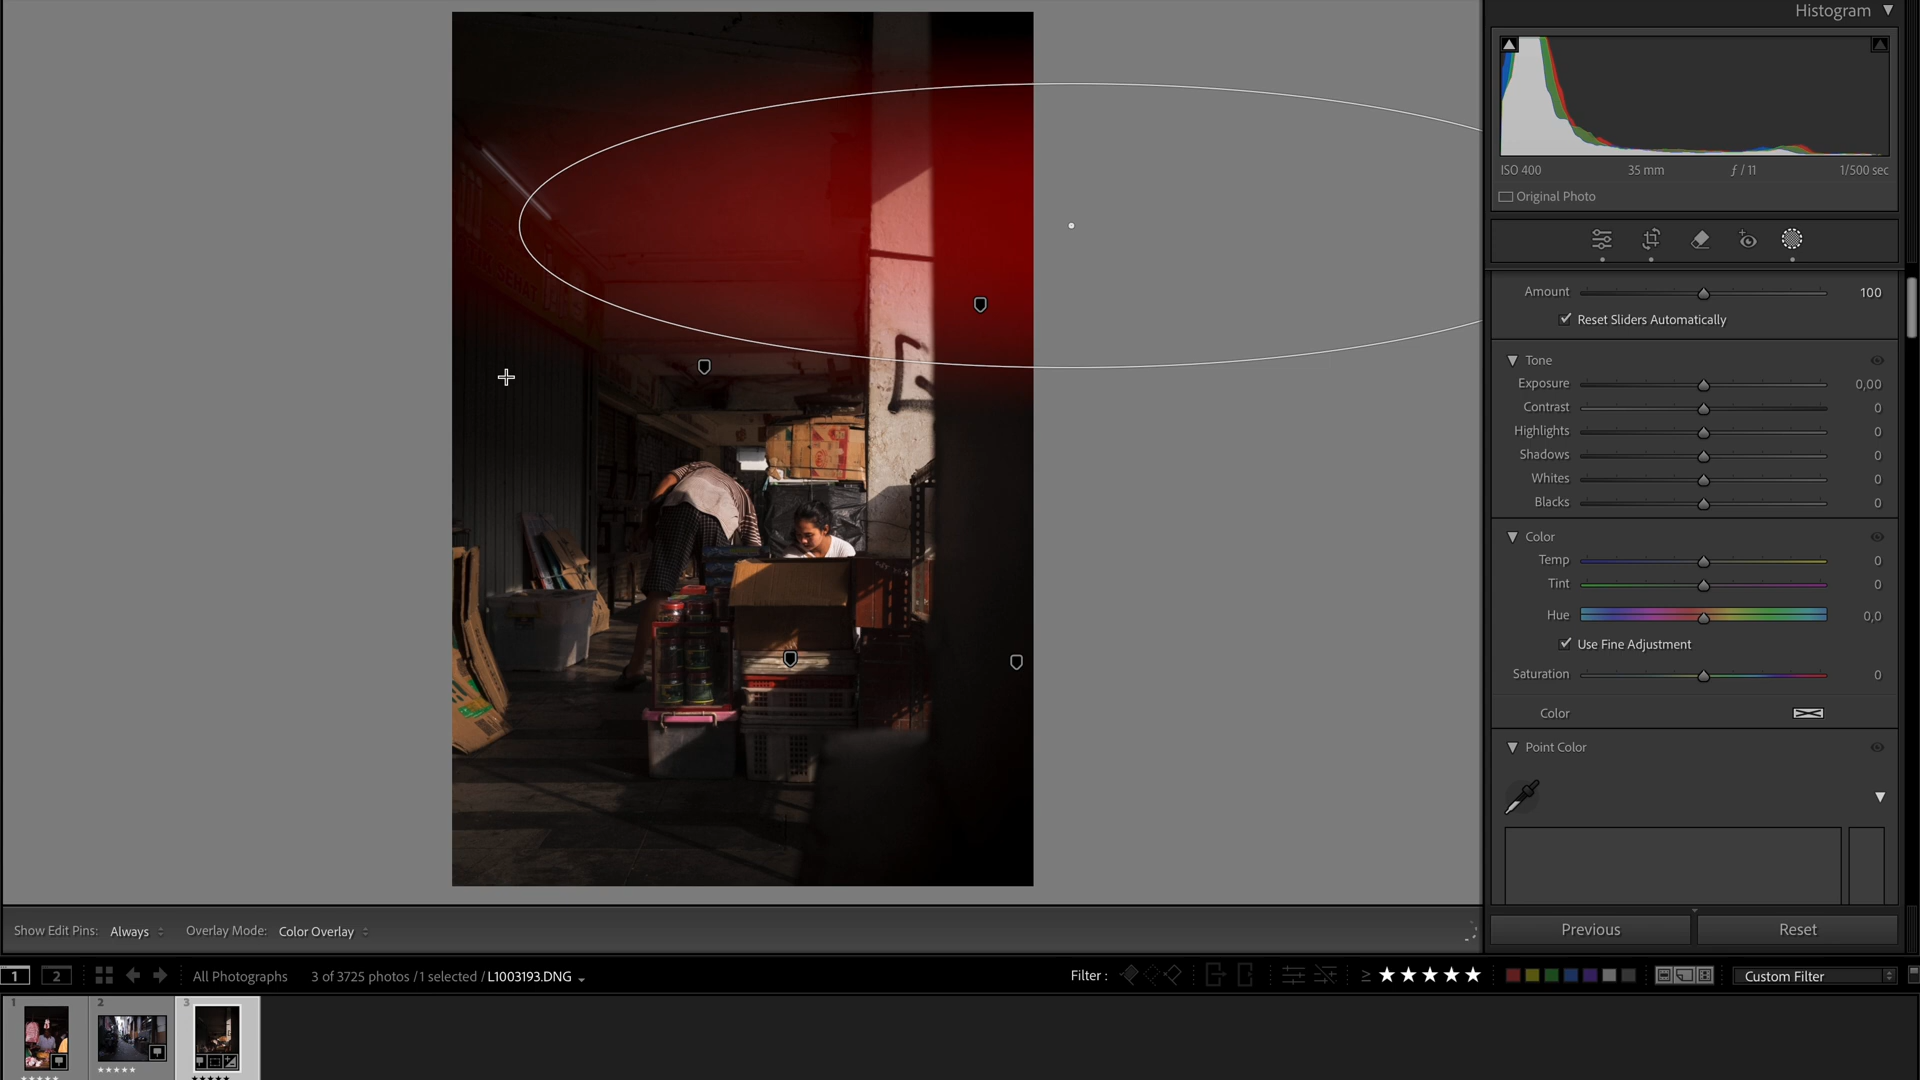 Histogram
ISO 400 35 mm ƒ / 11 1/500 sec
Original Photo
Amount 100
Reset Sliders Automatically
Tone
Exposure 0,00
Contrast 0
Highlights 0
Shadows 0
Whites 0
Blacks 0
Color
Temp 0
Tint 0
Hue 0,0
Use Fine Adjustment
Saturation 0
Color
Point Color
Show Edit Pins: Always Overlay Mode: Color Overlay
Previous Reset
1 2 All Photographs 3 of 3725 photos / 1 selected / L1003193.DNG Filter : ≥ ★★★★★ Custom Filter
1 2 3